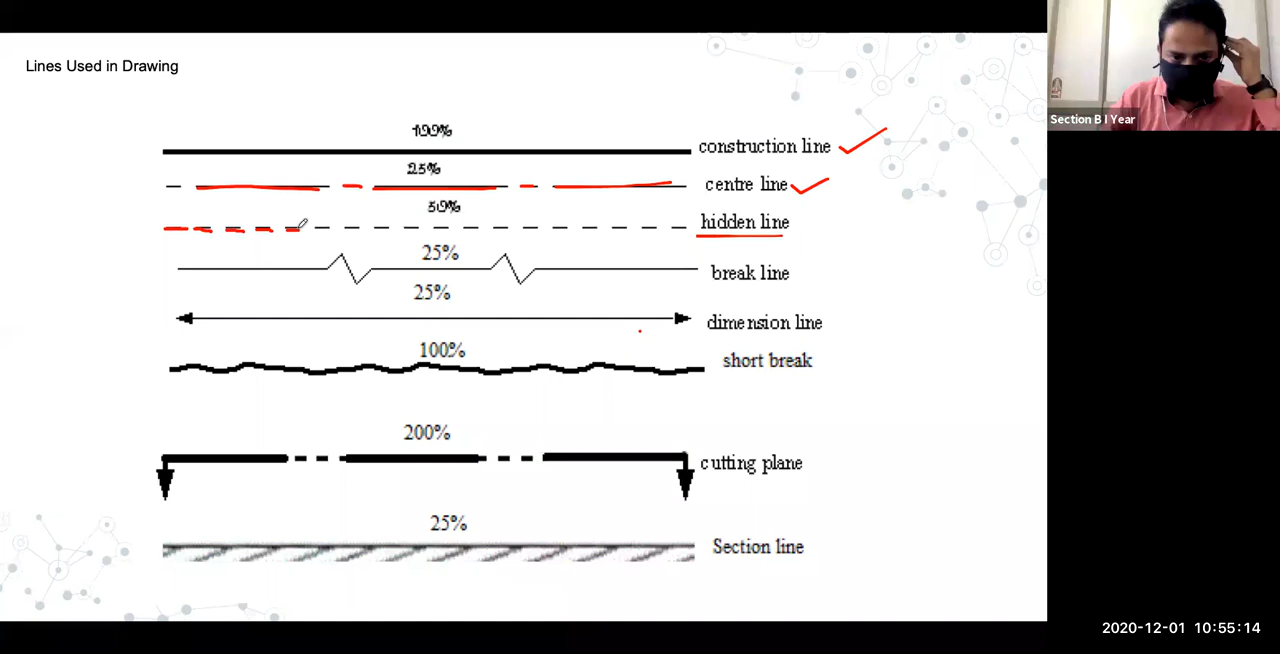 Lines Used in Drawing
Section B I Year
100%
construction line
25%
centre line
50%
hidden line
25%
break line
25%
dimension line
100%
short break
200%
cutting plane
25%
Section line
2020-12-01 10:55:14